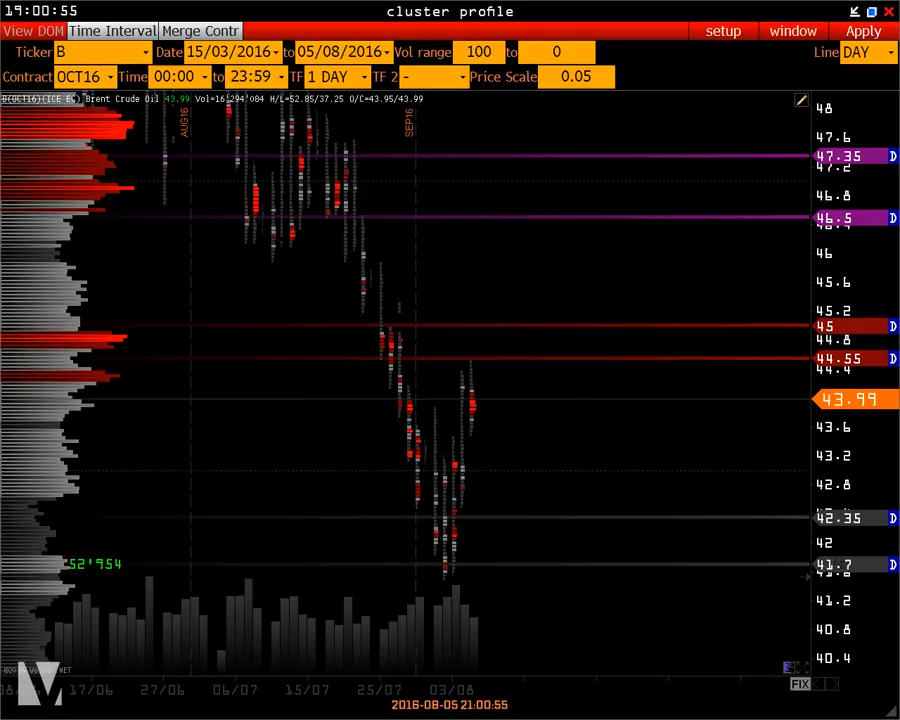 19:00:55 cluster profile
View DOM Time Interval Merge Contr setup window Apply
Ticker B Date 15/03/2016 to 05/08/2016 Vol range 100 to 0 Line DAY
Contract OCT16 Time 00:00 to 23:59 TF 1 DAY TF 2 - Price Scale 0.05
Brent Crude Oil 43.99 Vol=16'294'084 H/L=52.85/37.25 O/C=43.95/43.99
AUG16
SEP16
48
47.6
47.35 D
47.2
46.8
46.5 D
46
45.6
45.2
45 D
44.8
44.55 D
44.4
43.99
43.6
43.2
42.8
42.35 D
42
52'954
41.7 D
41.2
40.8
40.4
FIX
17/06 27/06 06/07 15/07 25/07 03/08
2016-08-05 21:00:55